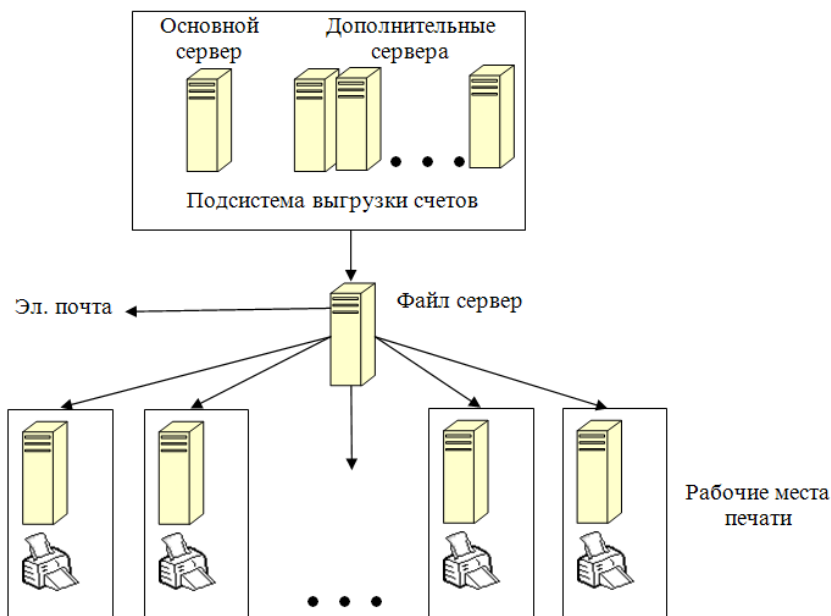 Основной
сервер
Дополнительные
сервера
Подсистема выгрузки счетов
Эл. почта
Файл сервер
Рабочие места
печати